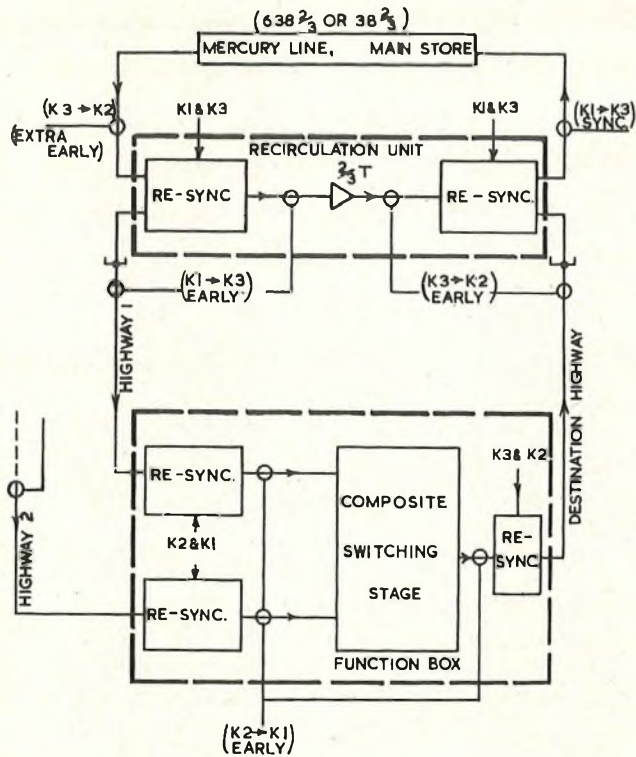 (638 2/3 OR 38 2/3)
MERCURY LINE, MAIN STORE
(K3→K2)
(EXTRA EARLY)
K1&K3
K1&K3
(K1→K3)
SYNC.
RECIRCULATION UNIT
2/3 T
RE-SYNC
RE-SYNC.
(K1→K3)
EARLY
(K3→K2)
EARLY
HIGHWAY 1
DESTINATION HIGHWAY
HIGHWAY 2
RE-SYNC.
K2&K1
RE-SYNC.
COMPOSITE
SWITCHING
STAGE
K3& K2
RE-
SYNC.
FUNCTION BOX
(K2→K1)
EARLY